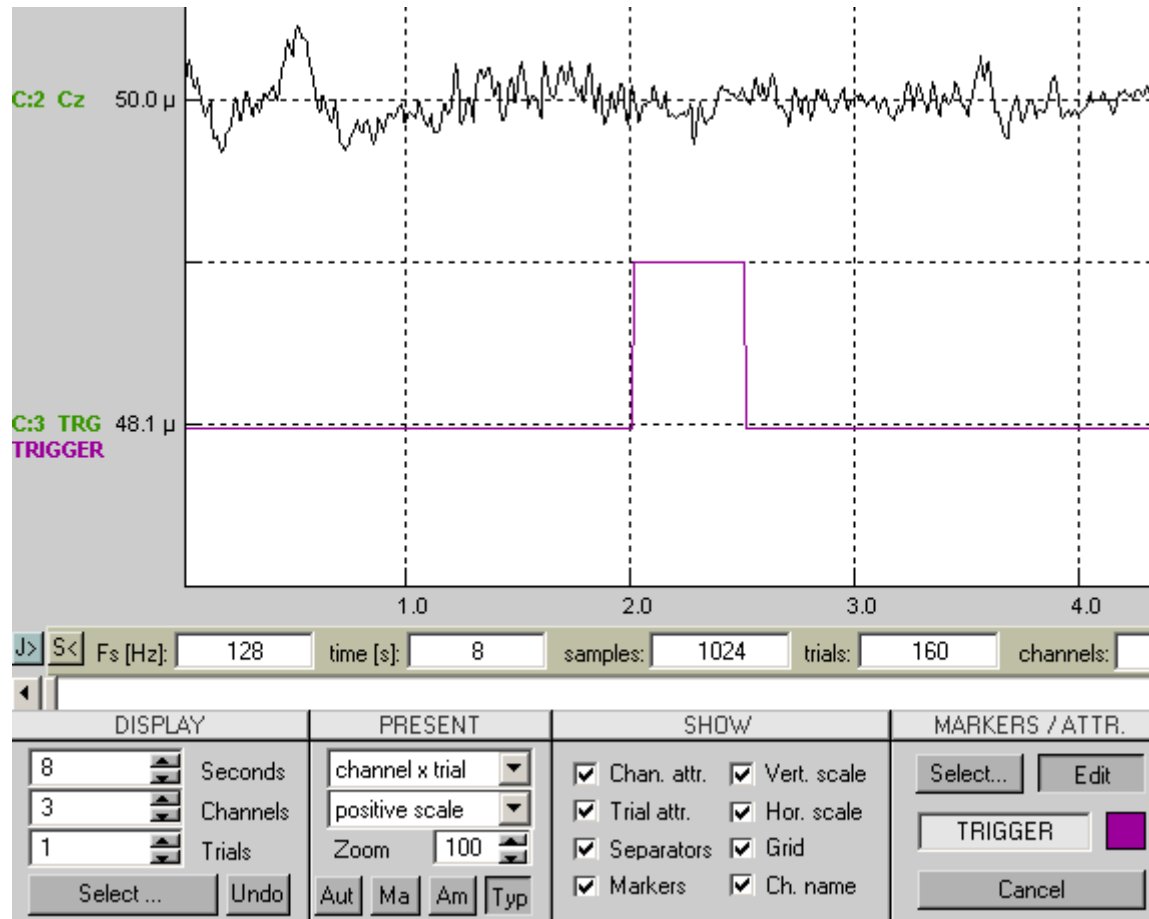 C:2 Cz 50.0 µ
C:3 TRG 48.1 µ
TRIGGER
1.0 2.0 3.0 4.0
J> S< Fs [Hz]: 128 time [s]: 8 samples: 1024 trials: 160 channels:
DISPLAY PRESENT SHOW MARKERS / ATTR.
8 Seconds channel x trial Chan. attr. Vert. scale Select... Edit
3 Channels positive scale Trial attr. Hor. scale
1 Trials Zoom 100 Separators Grid TRIGGER
Select ... Undo Aut Ma Am Typ Markers Ch. name Cancel